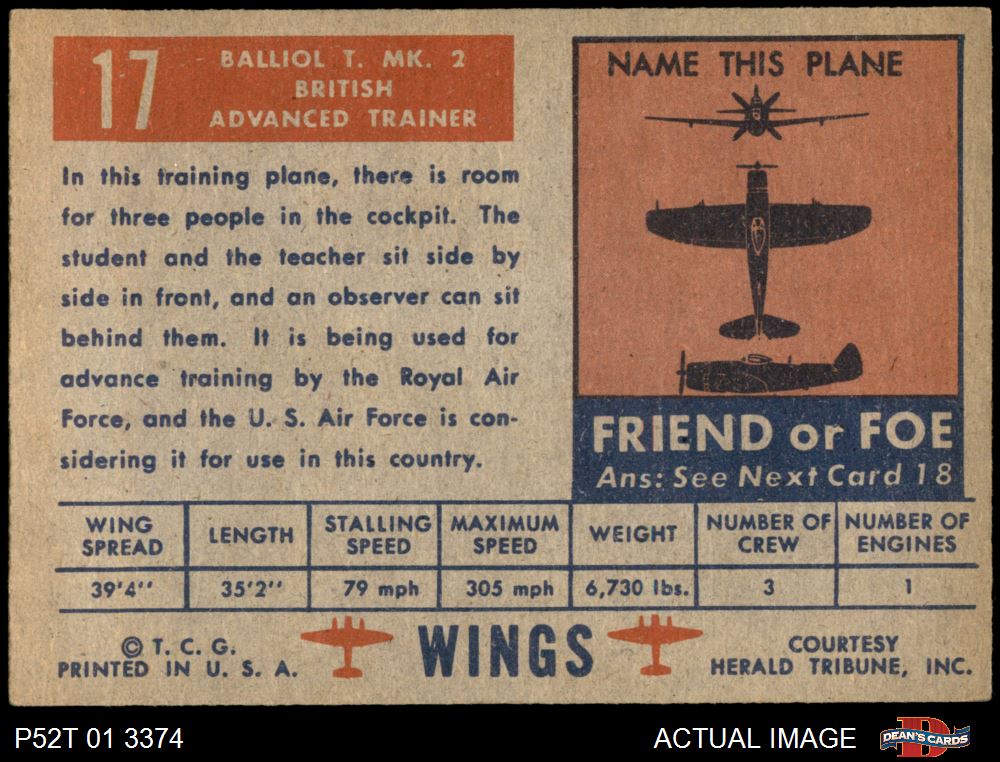 17
BALLIOL T. MK. 2
BRITISH
ADVANCED TRAINER
In this training plane, there is room
for three people in the cockpit. The
student and the teacher sit side by
side in front, and an observer can sit
behind them. It is being used for
advance training by the Royal Air
Force, and the U. S. Air Force is con-
sidering it for use in this country.
NAME THIS PLANE
FRIEND or FOE
Ans: See Next Card 18
WING SPREAD
LENGTH
STALLING SPEED
MAXIMUM SPEED
WEIGHT
NUMBER OF CREW
NUMBER OF ENGINES
39'4''
35'2''
79 mph
305 mph
6,730 lbs.
3
1
© T. C. G.
PRINTED IN U. S. A.
WINGS
COURTESY
HERALD TRIBUNE, INC.
P52T 01 3374
ACTUAL IMAGE
D
DEAN'S CARDS